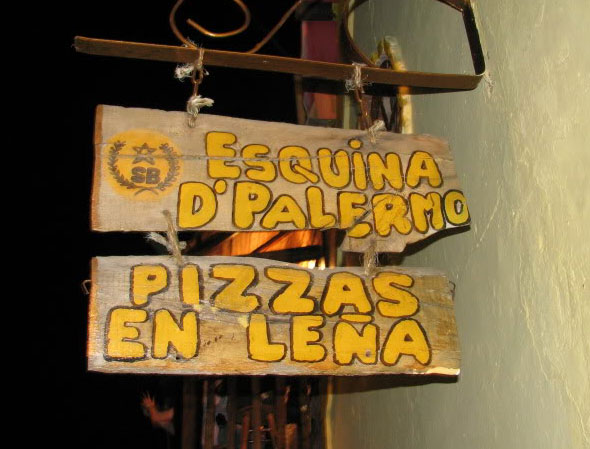 SB
ESQUINA
D'PALERMO
PIZZAS
EN LEÑA